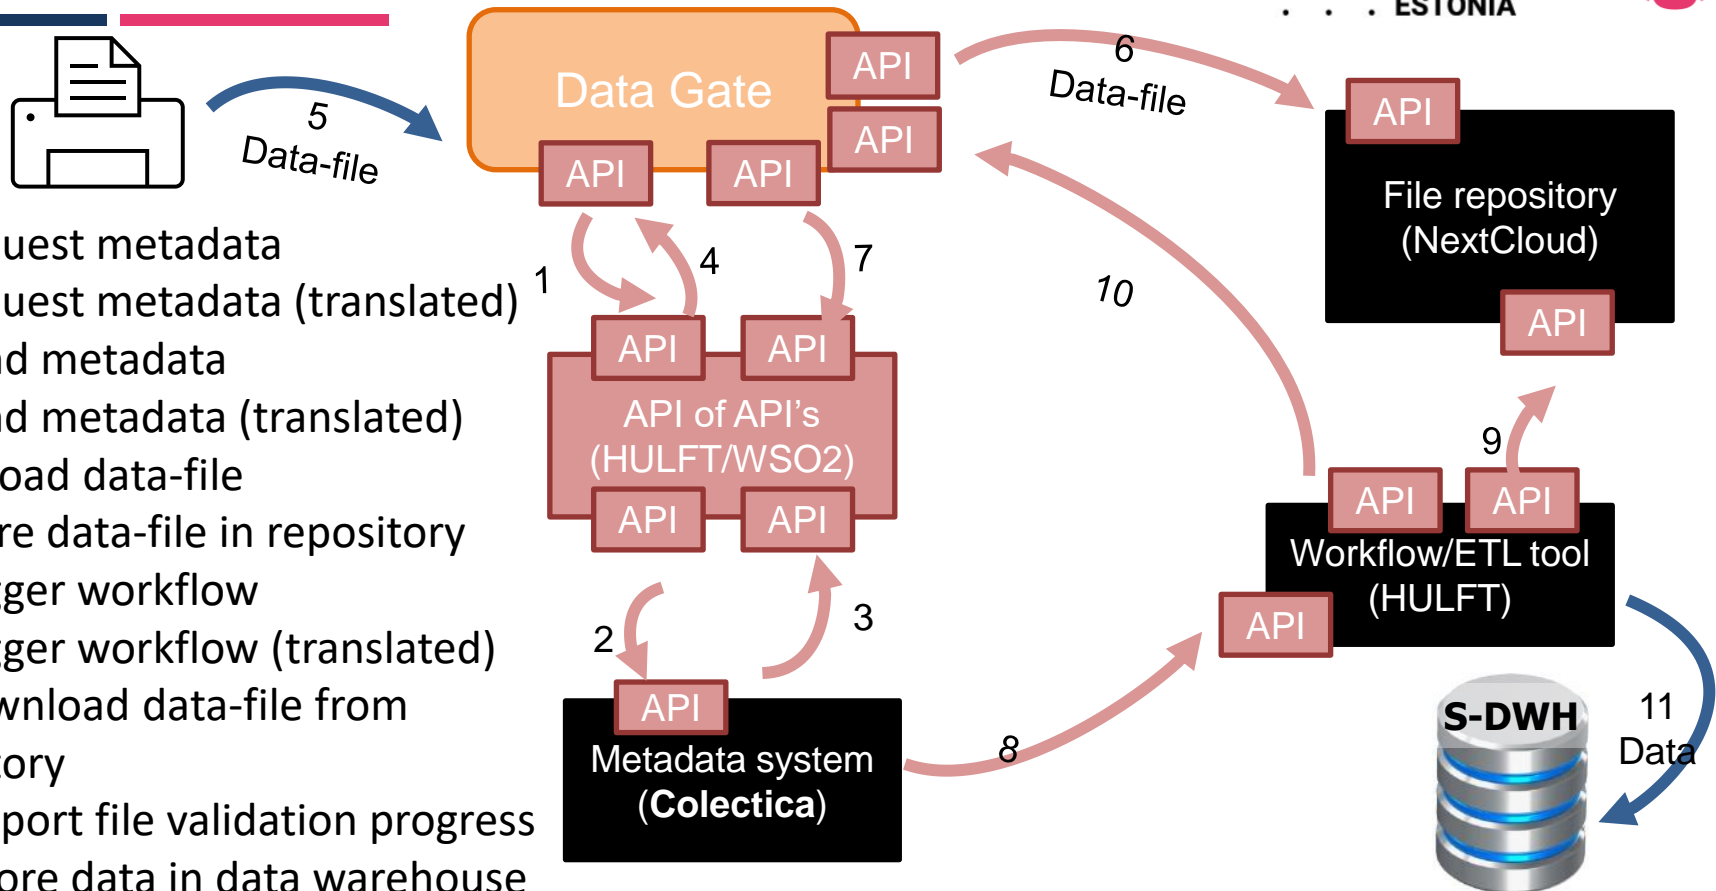 . . . ESTONIA
5
Data-file
Data Gate
API
API
API
API
6
Data-file
API
File repository
(NextCloud)
API
uest metadata
uest metadata (translated)
d metadata
d metadata (translated)
oad data-file
re data-file in repository
ger workflow
ger workflow (translated)
wnload data-file from
tory
port file validation progress
ore data in data warehouse
1
4
7
10
API
API
API of API's
(HULFT/WSO2)
API
API
2
3
API
Metadata system
(Colectica)
8
9
API
API
Workflow/ETL tool
(HULFT)
API
S-DWH
11
Data